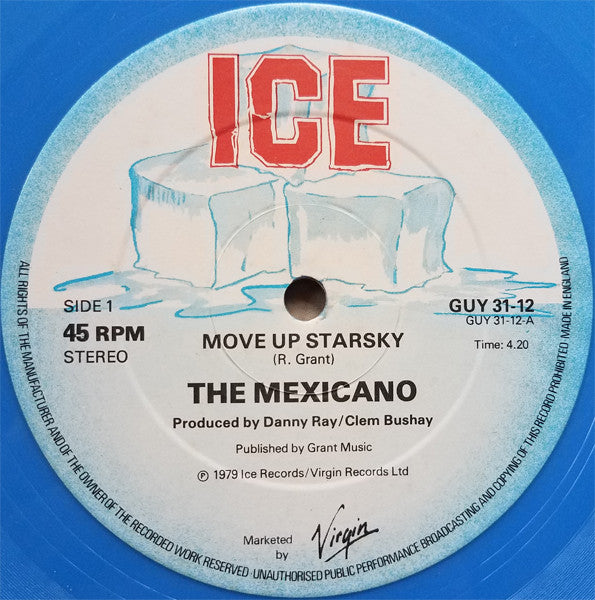 ICE
SIDE 1
45 RPM
STEREO
GUY 31-12
GUY 31-12-A
Time: 4.20
MOVE UP STARSKY
(R. Grant)
THE MEXICANO
Produced by Danny Ray/Clem Bushay
Published by Grant Music
℗ 1979 Ice Records/Virgin Records Ltd
Marketed
by
Virgin
ALL RIGHTS OF THE MANUFACTURER AND OF THE OWNER OF THE RECORDED WORK RESERVED · UNAUTHORISED PUBLIC PERFORMANCE BROADCASTING AND COPYING OF THIS RECORD PROHIBITED · MADE IN ENGLAND